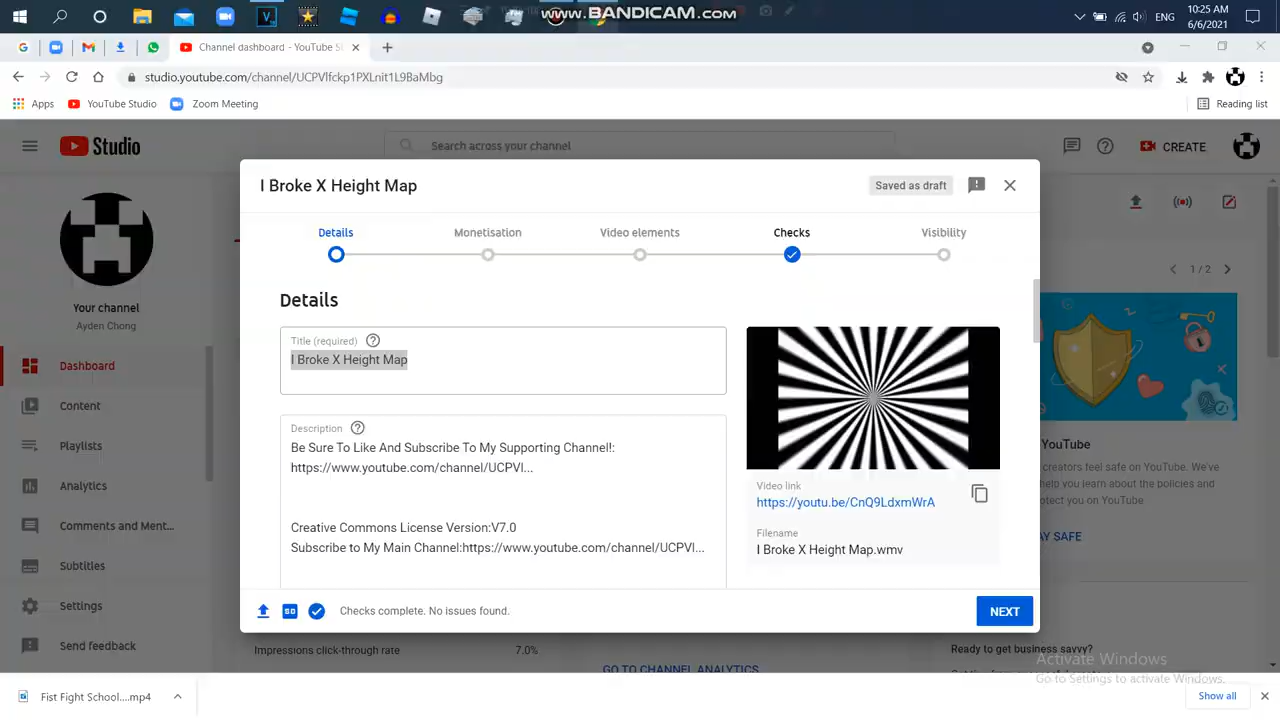 www.BANDICAM.com
ENG
10:25 AM
6/6/2021
Channel dashboard - YouTube St
studio.youtube.com/channel/UCPVlfckp1PXLnit1L9BaMbg
Apps
YouTube Studio
Zoom Meeting
Reading list
Studio
Search across your channel
CREATE
I Broke X Height Map
Saved as draft
Details
Monetisation
Video elements
Checks
Visibility
Your channel
Ayden Chong
Dashboard
Content
Playlists
Analytics
Comments and Ment...
Subtitles
Settings
Send feedback
1 / 2
Details
Title (required)
I Broke X Height Map
Description
Be Sure To Like And Subscribe To My Supporting Channel!:
https://www.youtube.com/channel/UCPVl...
Creative Commons License Version:V7.0
Subscribe to My Main Channel:https://www.youtube.com/channel/UCPVl...
Video link
https://youtu.be/CnQ9LdxmWrA
Filename
I Broke X Height Map.wmv
YouTube
creators feel safe on YouTube. We've
help you learn about the policies and
otect you on YouTube
AY SAFE
SD
Checks complete. No issues found.
NEXT
Impressions click-through rate
7.0%
GO TO CHANNEL ANALYTICS
Ready to get business savvy?
Activate Windows
Go to Settings to activate Windows.
Fist Fight School....mp4
Show all